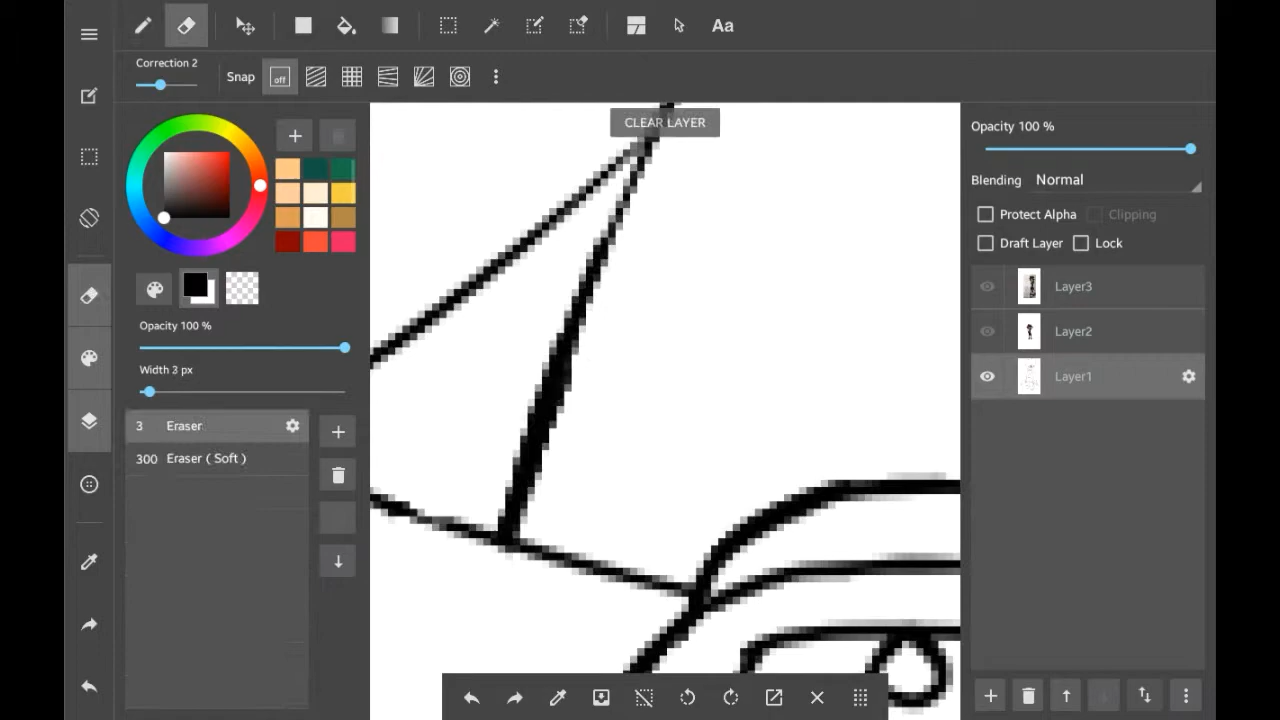 Aa
Correction 2
Snap
off
CLEAR LAYER
Opacity 100 %
Blending Normal
Protect Alpha
Clipping
Draft Layer
Lock
Layer3
Layer2
Layer1
Opacity 100 %
Width 3 px
3 Eraser
300 Eraser ( Soft )